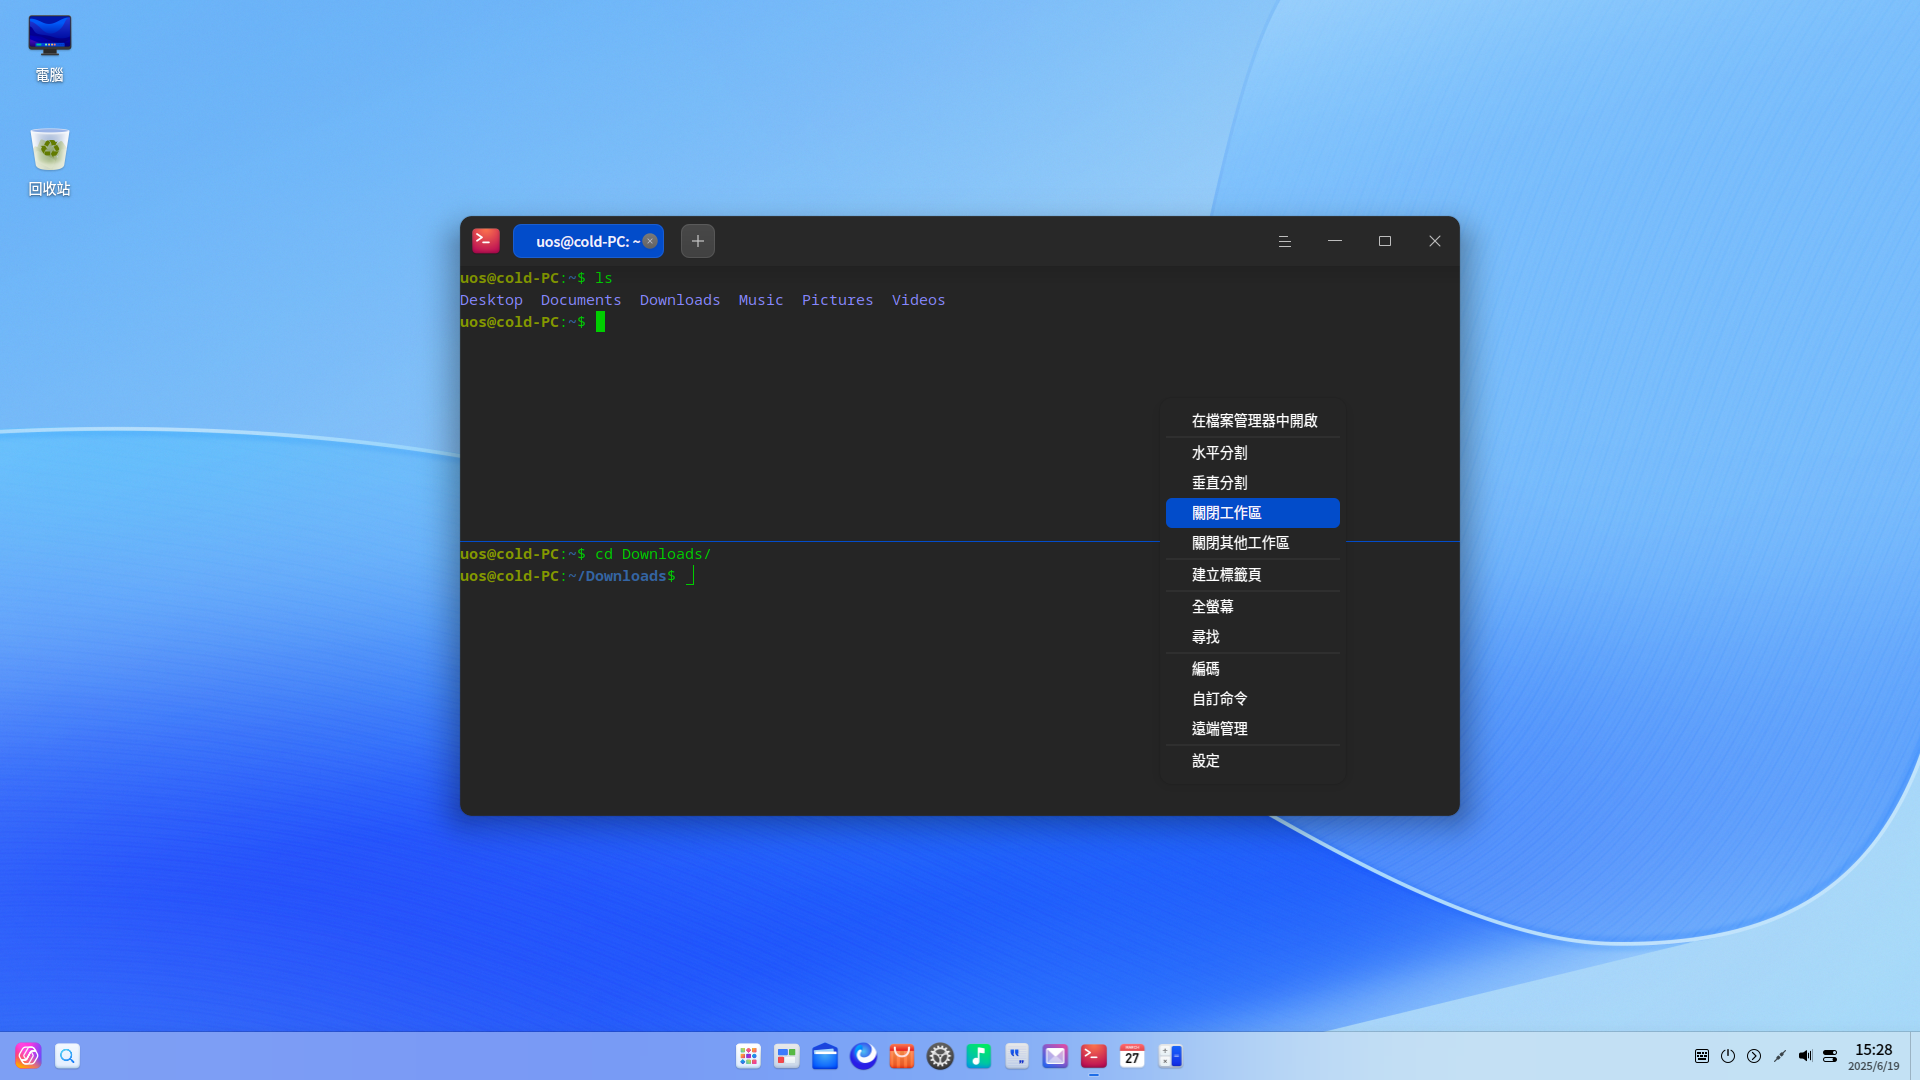 電腦
回收站
uos@cold-PC: ~
uos@cold-PC:~$ ls
Desktop  Documents  Downloads  Music  Pictures  Videos
uos@cold-PC:~$
uos@cold-PC:~$ cd Downloads/
uos@cold-PC:~/Downloads$
在檔案管理器中開啟
水平分割
垂直分割
關閉工作區
關閉其他工作區
建立標籤頁
全螢幕
尋找
編碼
自訂命令
遠端管理
設定
27
15:28
2025/6/19